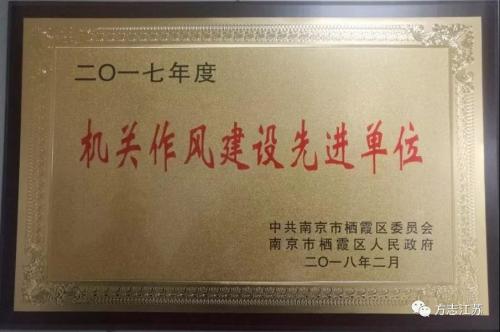 二〇一七年度
机关作风建设先进单位
中共南京市栖霞区委员会
南京市栖霞区人民政府
二〇一八年二月
方志江苏